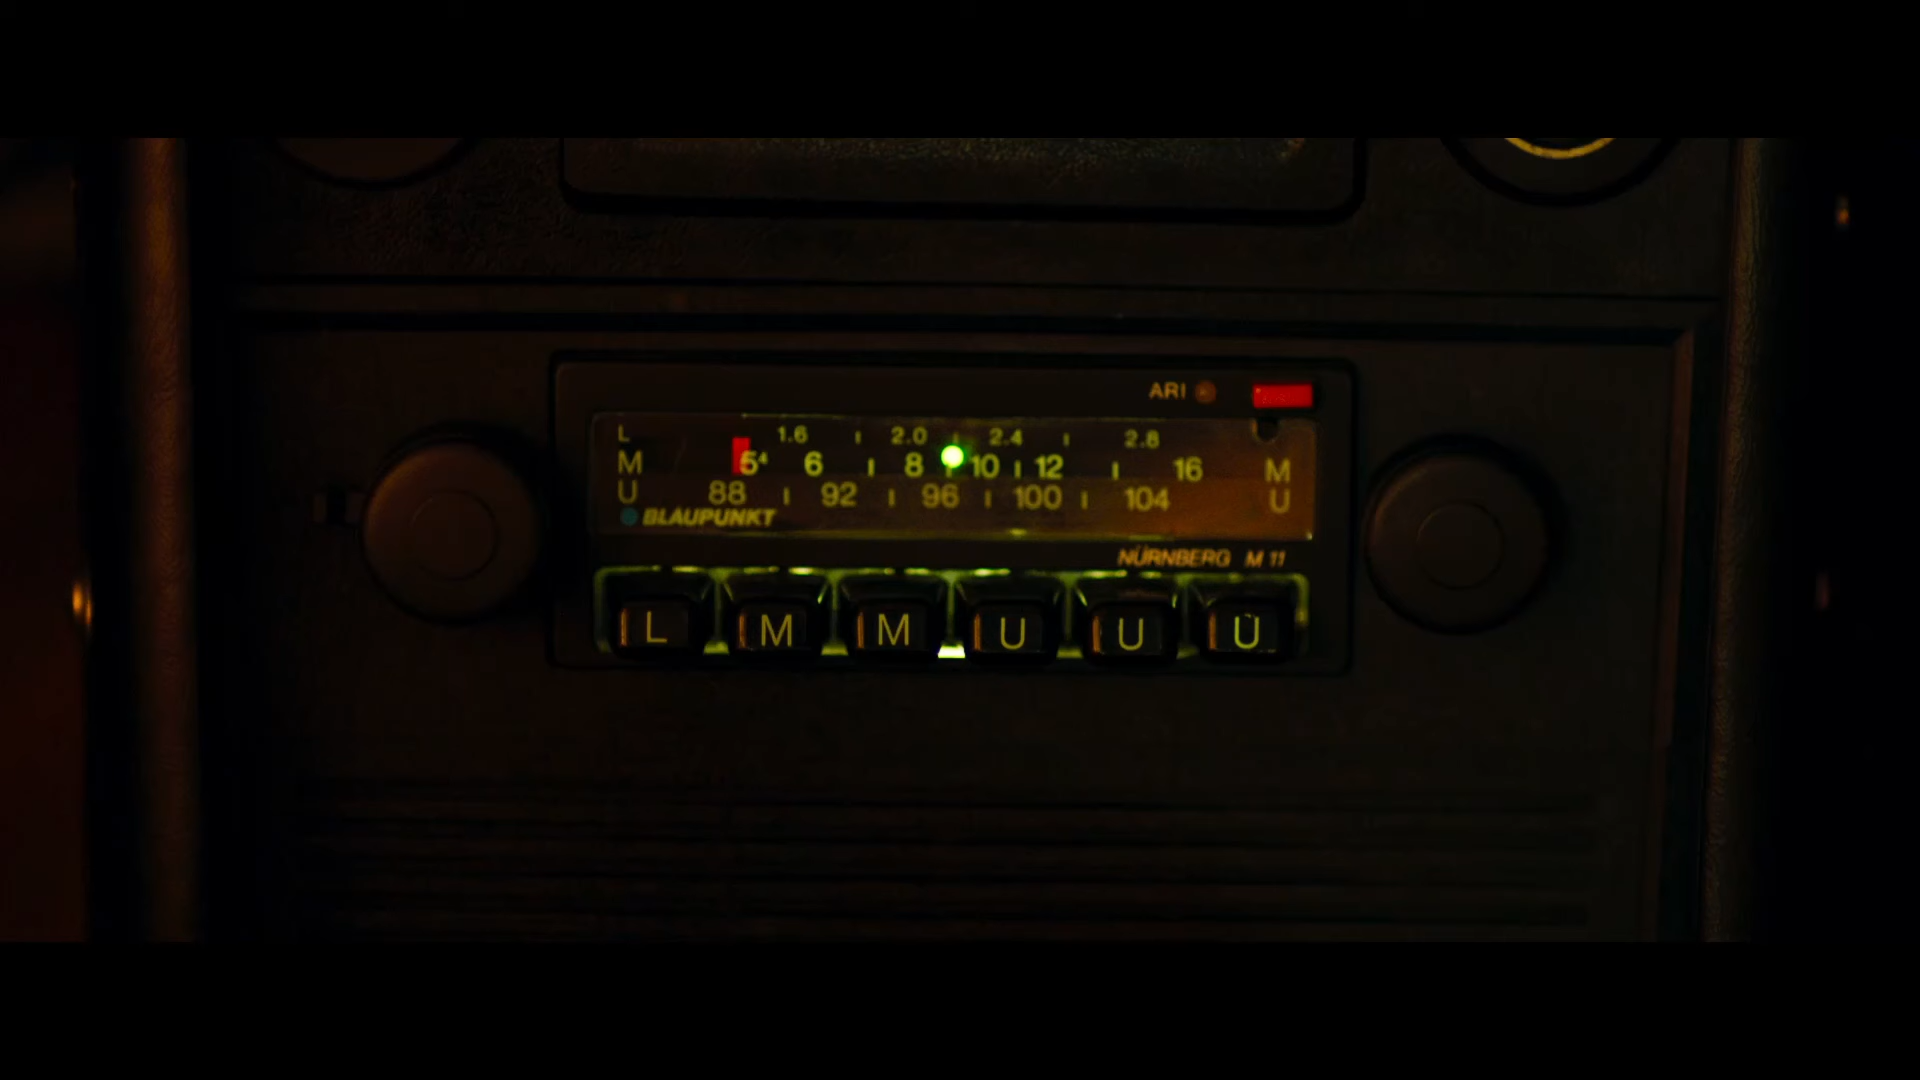 ARI
L 1.6 2.0 2.4 2.8
M 5⁴ 6 8 10 12 16 M
U 88 92 96 100 104 U
BLAUPUNKT
NÜRNBERG M 11
L M M U U U